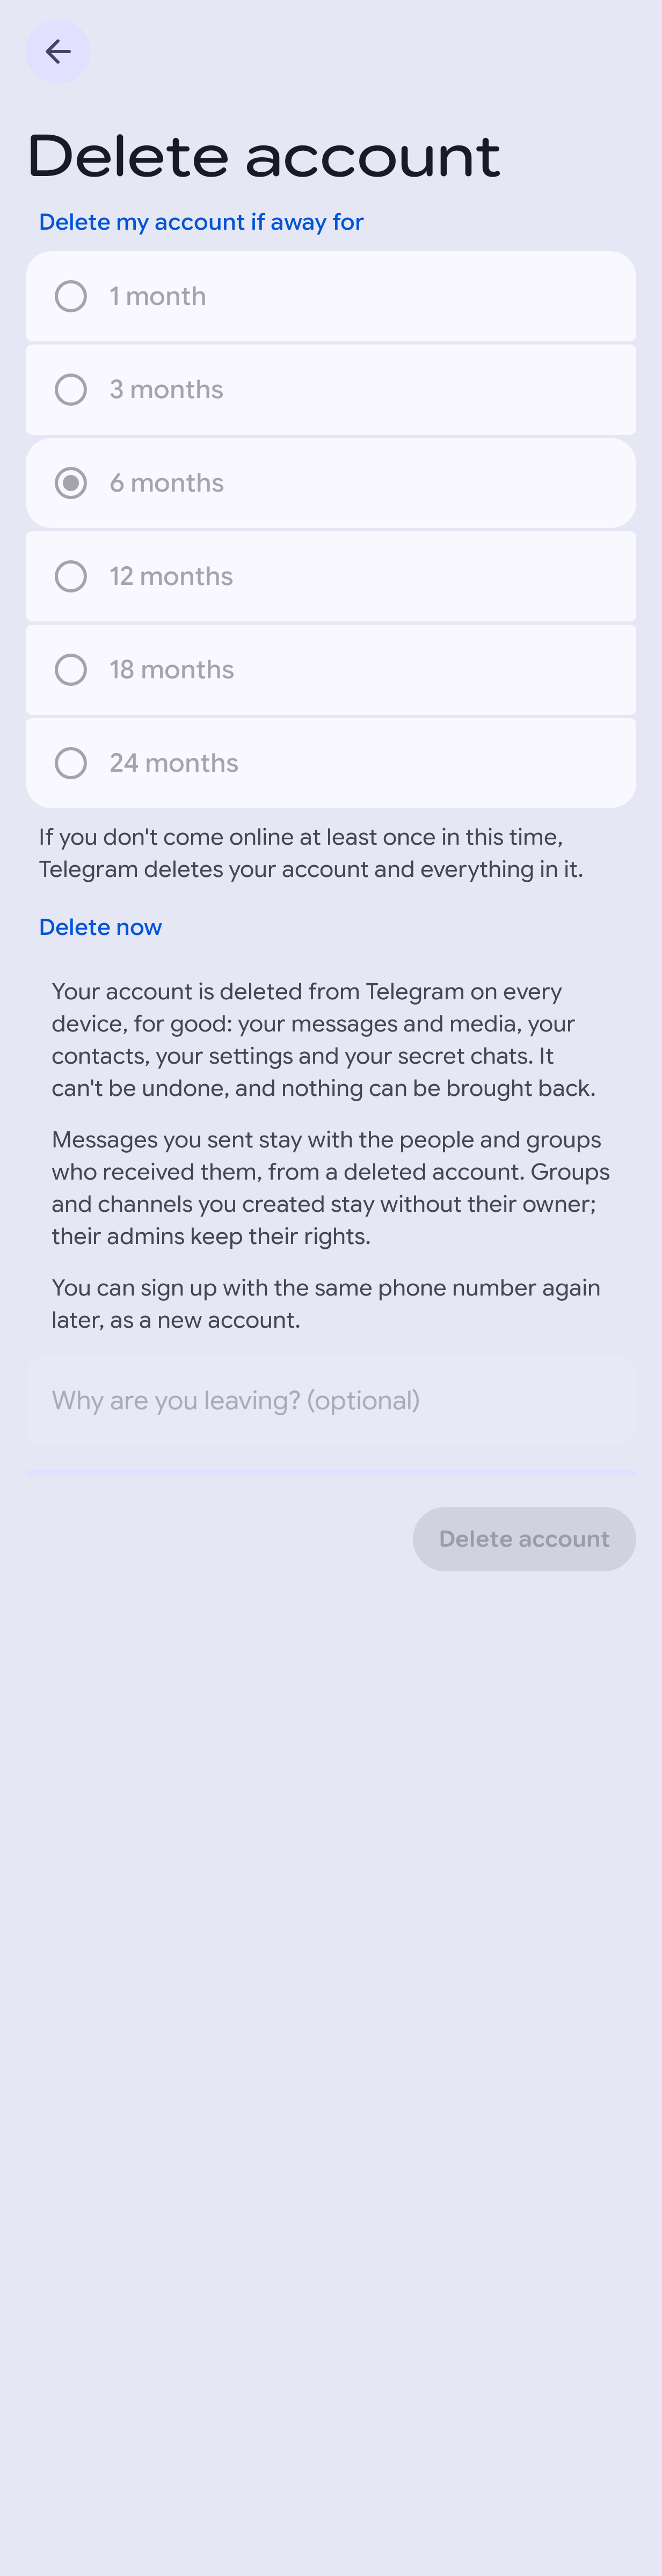 Delete account
Delete my account if away for
1 month
3 months
6 months
12 months
18 months
24 months
If you don't come online at least once in this time,
Telegram deletes your account and everything in it.
Delete now
Your account is deleted from Telegram on every
device, for good: your messages and media, your
contacts, your settings and your secret chats. It
can't be undone, and nothing can be brought back.
Messages you sent stay with the people and groups
who received them, from a deleted account. Groups
and channels you created stay without their owner;
their admins keep their rights.
You can sign up with the same phone number again
later, as a new account.
Why are you leaving? (optional)
Delete account